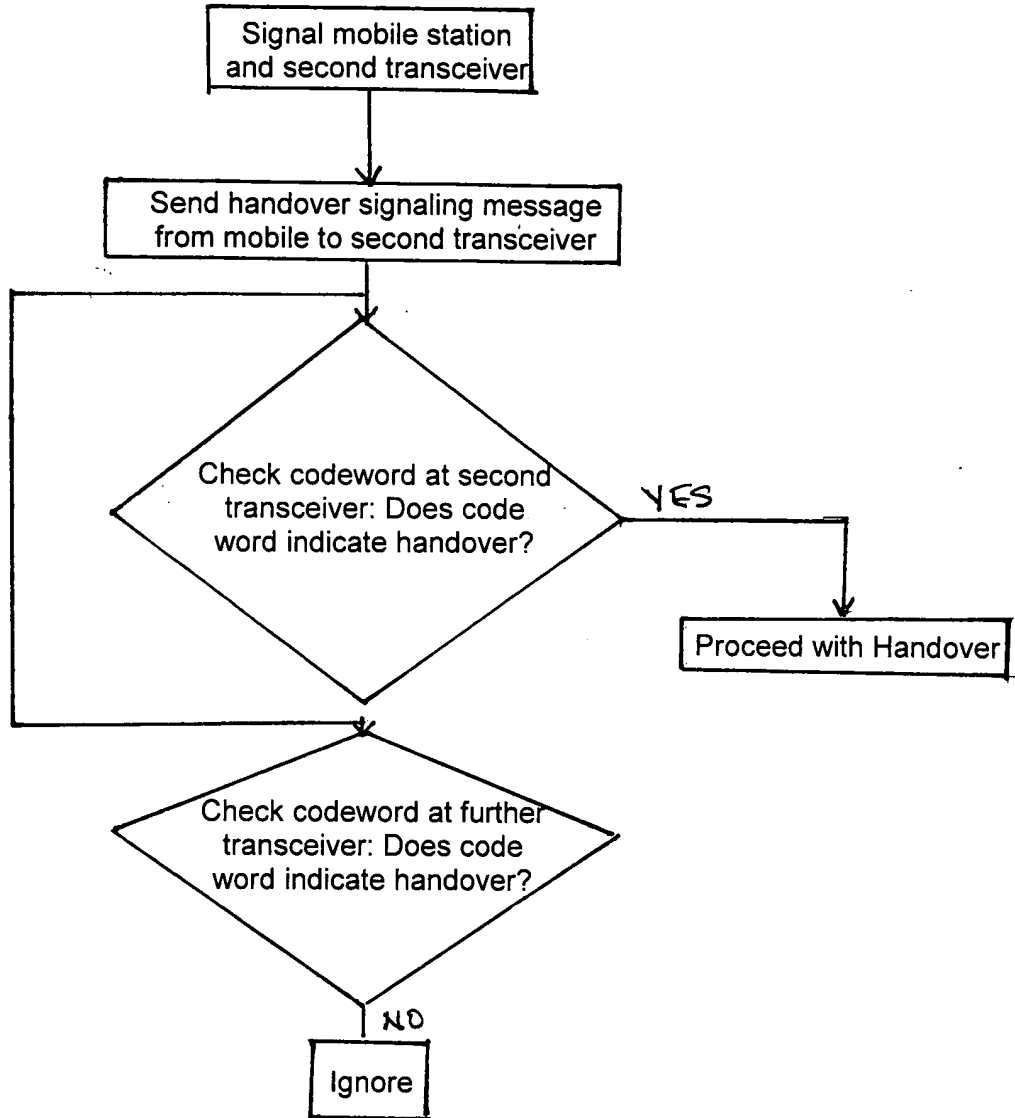 Signal mobile station
and second transceiver
Send handover signaling message
from mobile to second transceiver
Check codeword at second
transceiver: Does code
word indicate handover?
YES
Proceed with Handover
Check codeword at further
transceiver: Does code
word indicate handover?
NO
Ignore